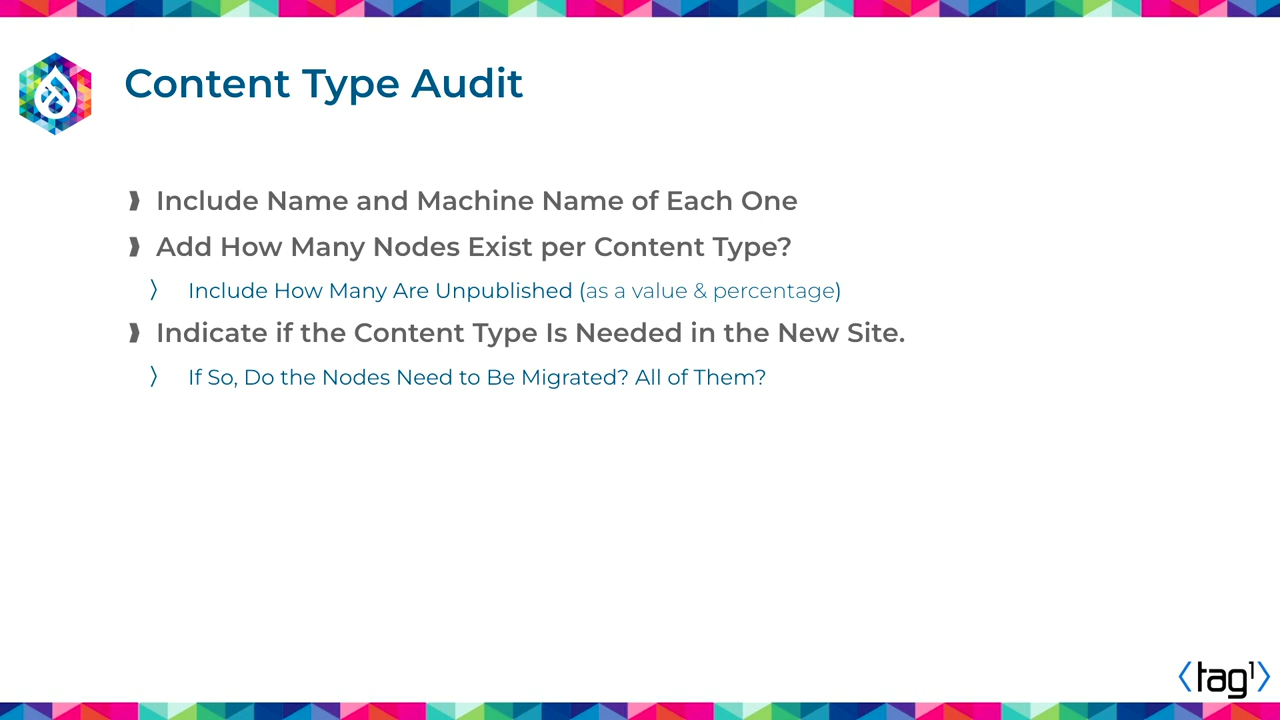 Content Type Audit
Include Name and Machine Name of Each One
Add How Many Nodes Exist per Content Type?
Include How Many Are Unpublished (as a value & percentage)
Indicate if the Content Type Is Needed in the New Site.
If So, Do the Nodes Need to Be Migrated? All of Them?
tag1